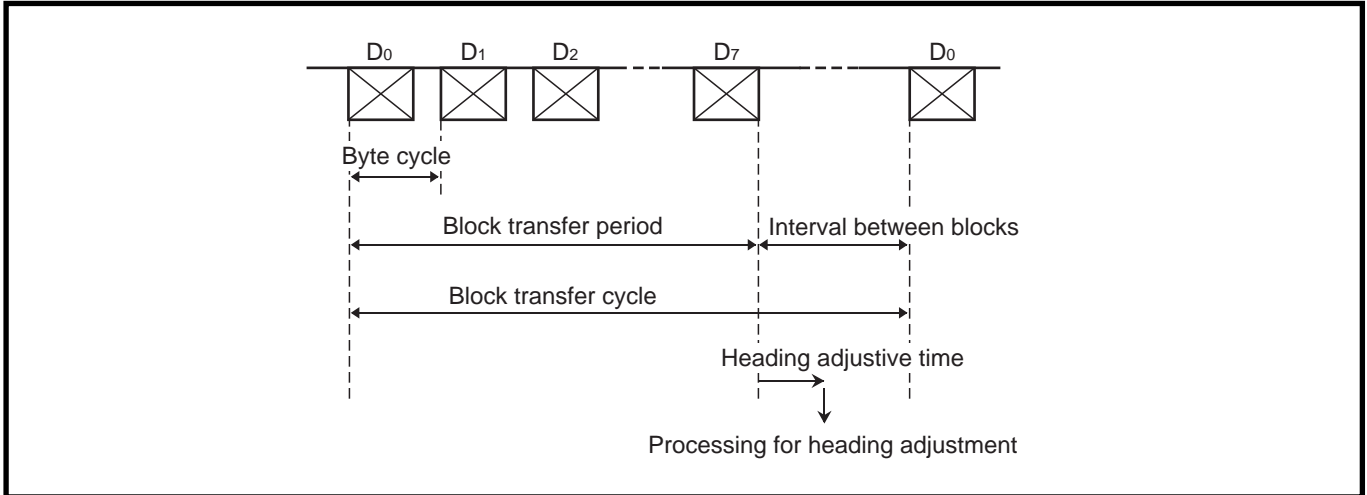 D0 D1 D2 D7 D0
Byte cycle
Block transfer period Interval between blocks
Block transfer cycle
Heading adjustive time
Processing for heading adjustment